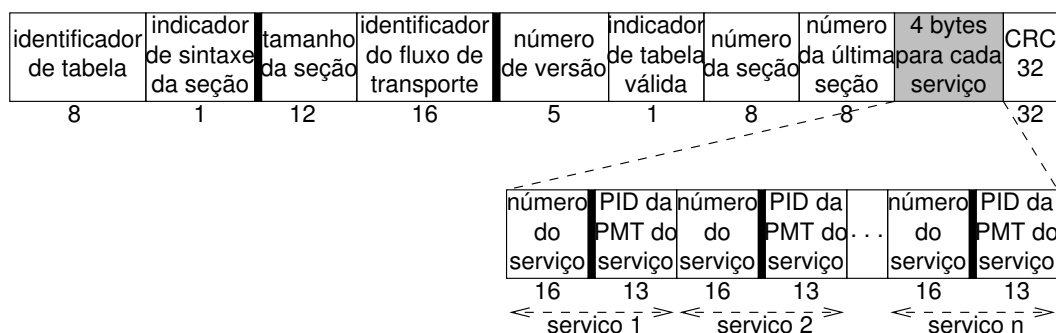 identificador
de tabela
indicador
de sintaxe
da seção
tamanho
da seção
identificador
do fluxo de
transporte
número
de versão
indicador
de tabela
válida
número
da seção
número
da última
seção
4 bytes
para cada
serviço
CRC
32
8
1
12
16
5
1
8
8
32
número
do
serviço
PID da
PMT do
serviço
número
do
serviço
PID da
PMT do
serviço
. . .
número
do
serviço
PID da
PMT do
serviço
16
13
16
13
16
13
serviço 1
serviço 2
serviço n